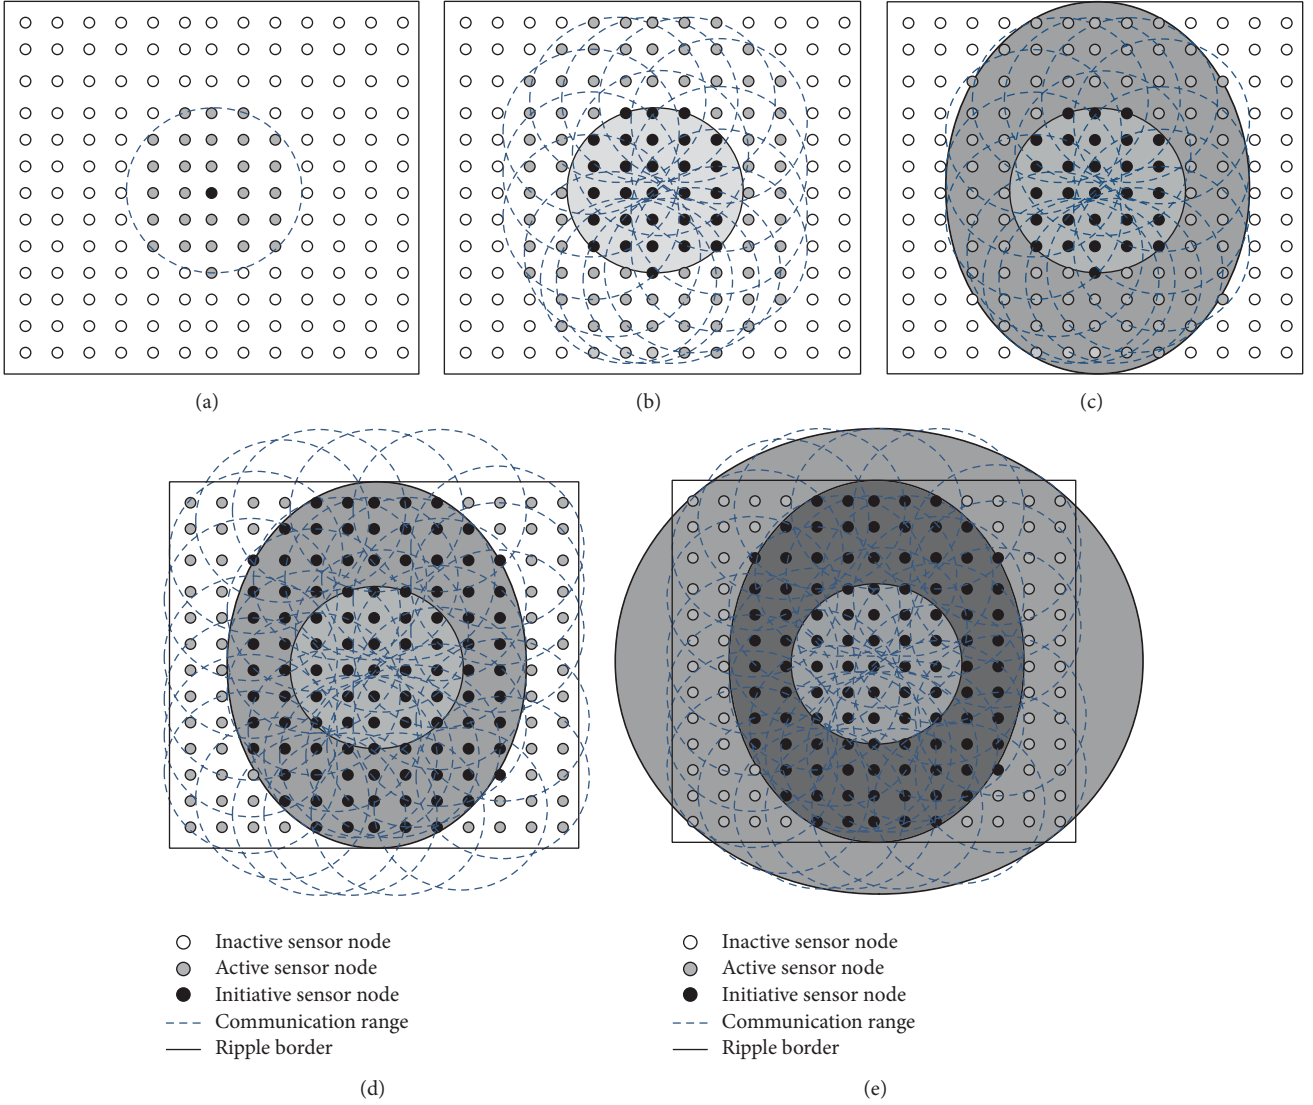 (a)
(b)
(c)
Inactive sensor node
Active sensor node
Initiative sensor node
Communication range
Ripple border
(d)
Inactive sensor node
Active sensor node
Initiative sensor node
Communication range
Ripple border
(e)